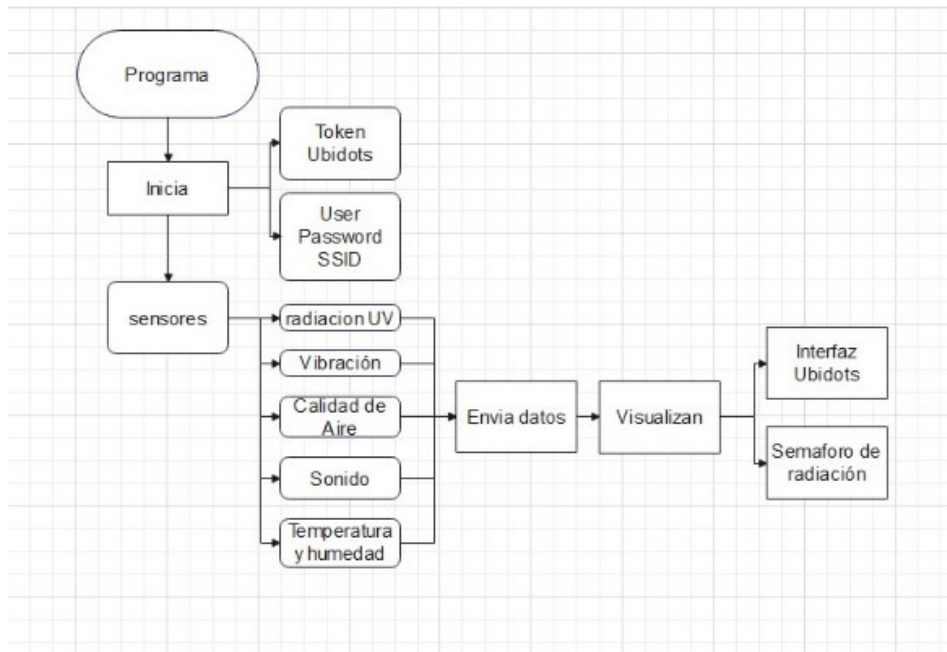 Programa
Inicia
Token
Ubidots
User
Password
SSID
sensores
radiacion UV
Vibración
Calidad de
Aire
Sonido
Temperatura
y humedad
Envia datos
Visualizan
Interfaz
Ubidots
Semaforo de
radiación